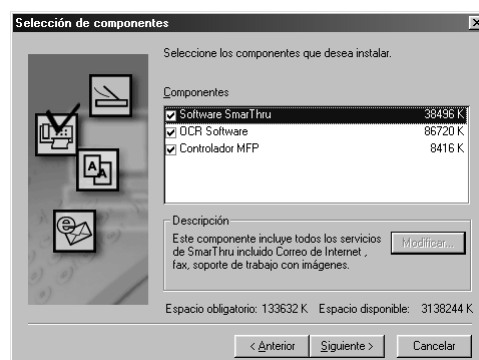 Selección de componentes
Seleccione los componentes que desea instalar.
Componentes
Software SmarThru 38496 K
OCR Software 86720 K
Controlador MFP 8416 K
Descripción
Este componente incluye todos los servicios
de SmarThru incluido Correo de Internet ,
fax, soporte de trabajo con imágenes.
Modificar...
Espacio obligatorio: 133632 K Espacio disponible: 3138244 K
< Anterior Siguiente > Cancelar